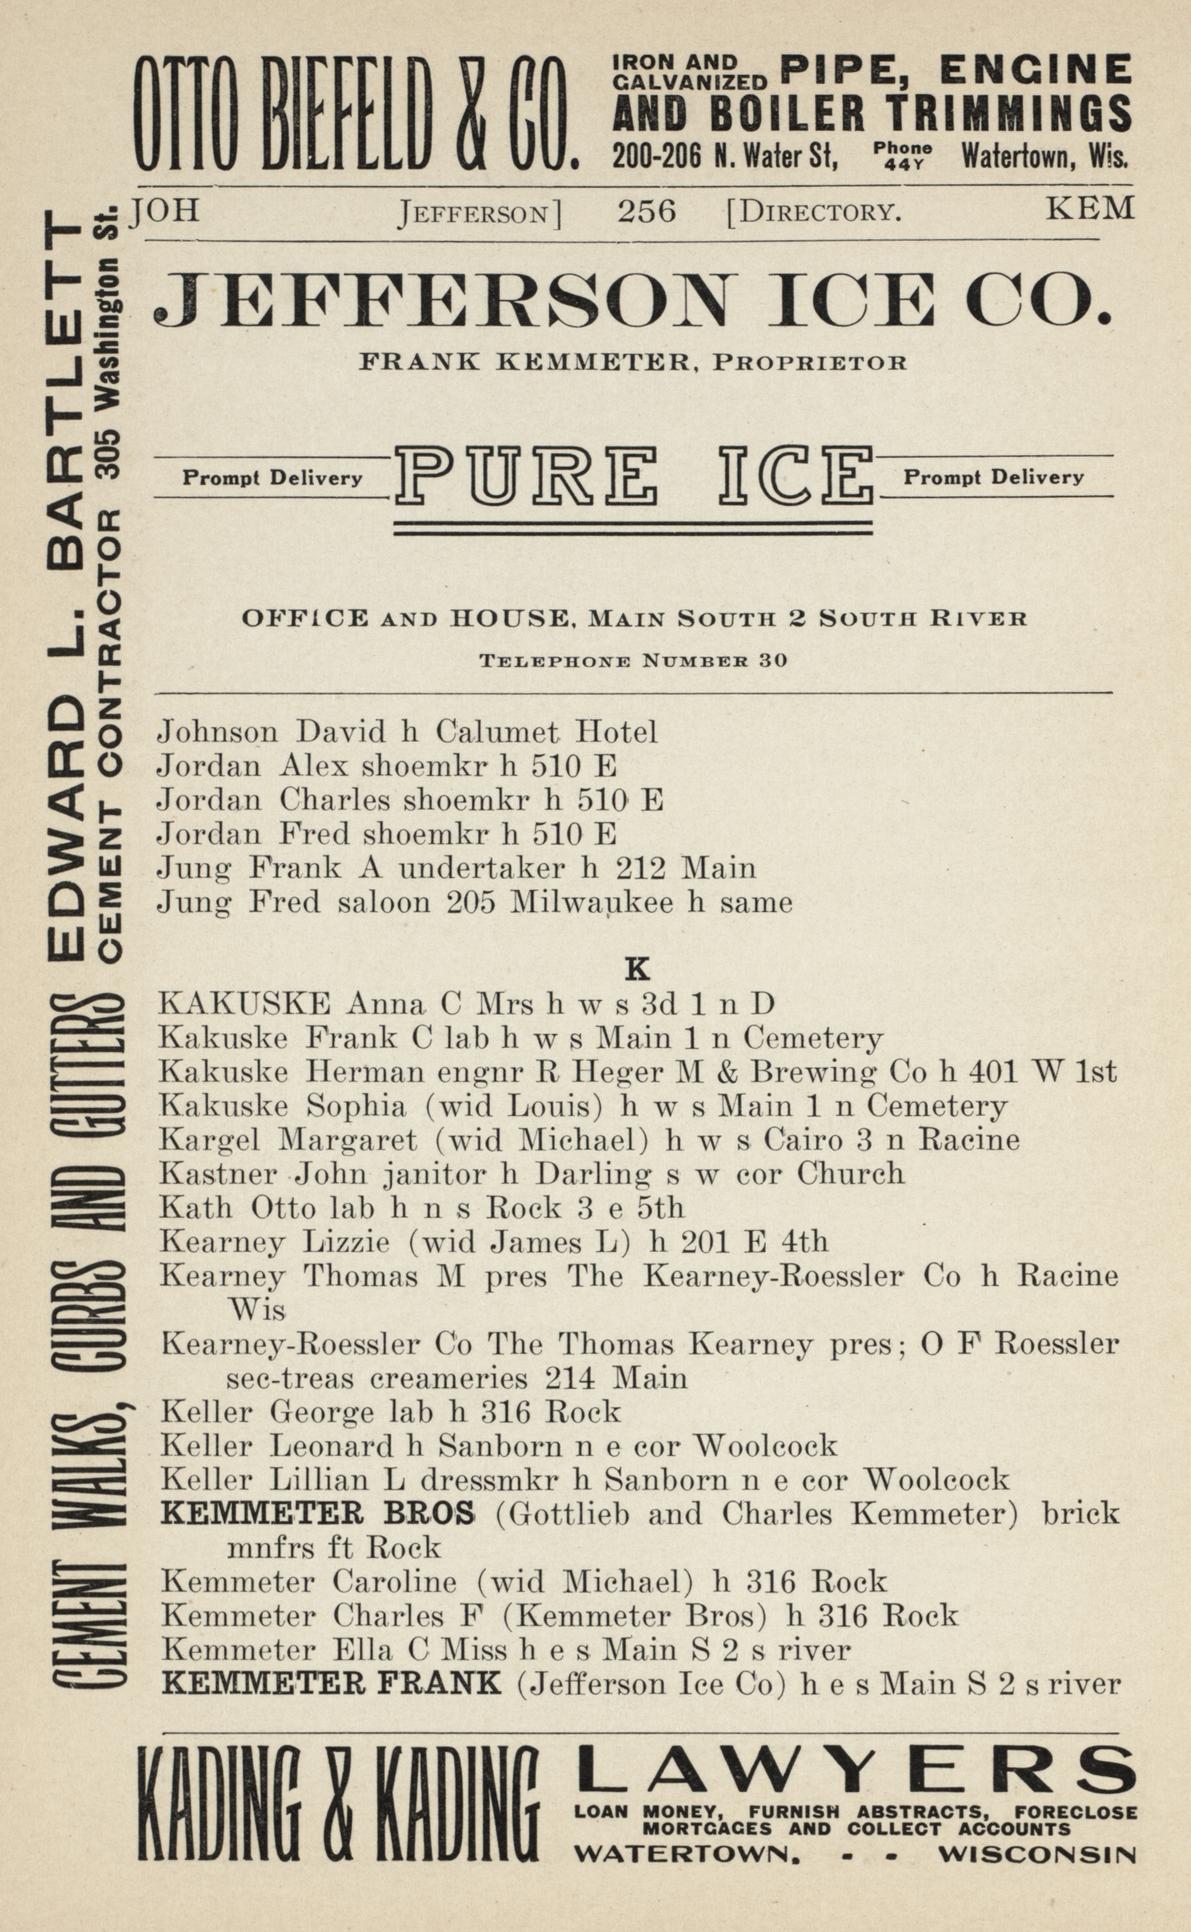 OTTO BIEFELD & CO.
IRON AND GALVANIZED PIPE, ENGINE
AND BOILER TRIMMINGS
200-206 N. Water St, Phone 44Y Watertown, Wis.
JOH JEFFERSON] 256 [DIRECTORY. KEM
JEFFERSON ICE CO.
FRANK KEMMETER, PROPRIETOR
Prompt Delivery PURE ICE Prompt Delivery
OFFICE AND HOUSE, MAIN SOUTH 2 SOUTH RIVER
TELEPHONE NUMBER 30
Johnson David h Calumet Hotel
Jordan Alex shoemkr h 510 E
Jordan Charles shoemkr h 510 E
Jordan Fred shoemkr h 510 E
Jung Frank A undertaker h 212 Main
Jung Fred saloon 205 Milwaukee h same
K
KAKUSKE Anna C Mrs h w s 3d 1 n D
Kakuske Frank C lab h w s Main 1 n Cemetery
Kakuske Herman engnr R Heger M & Brewing Co h 401 W 1st
Kakuske Sophia (wid Louis) h w s Main 1 n Cemetery
Kargel Margaret (wid Michael) h w s Cairo 3 n Racine
Kastner John janitor h Darling s w cor Church
Kath Otto lab h n s Rock 3 e 5th
Kearney Lizzie (wid James L) h 201 E 4th
Kearney Thomas M pres The Kearney-Roessler Co h Racine
Wis
Kearney-Roessler Co The Thomas Kearney pres; O F Roessler
sec-treas creameries 214 Main
Keller George lab h 316 Rock
Keller Leonard h Sanborn n e cor Woolcock
Keller Lillian L dressmkr h Sanborn n e cor Woolcock
KEMMETER BROS (Gottlieb and Charles Kemmeter) brick
mnfrs ft Rock
Kemmeter Caroline (wid Michael) h 316 Rock
Kemmeter Charles F (Kemmeter Bros) h 316 Rock
Kemmeter Ella C Miss h e s Main S 2 s river
KEMMETER FRANK (Jefferson Ice Co) h e s Main S 2 s river
CEMENT WALKS, CURBS AND GUTTERS
EDWARD L. BARTLETT
CEMENT CONTRACTOR 305 Washington St.
KADING & KADING
LAWYERS
LOAN MONEY, FURNISH ABSTRACTS, FORECLOSE
MORTGAGES AND COLLECT ACCOUNTS
WATERTOWN. - - WISCONSIN